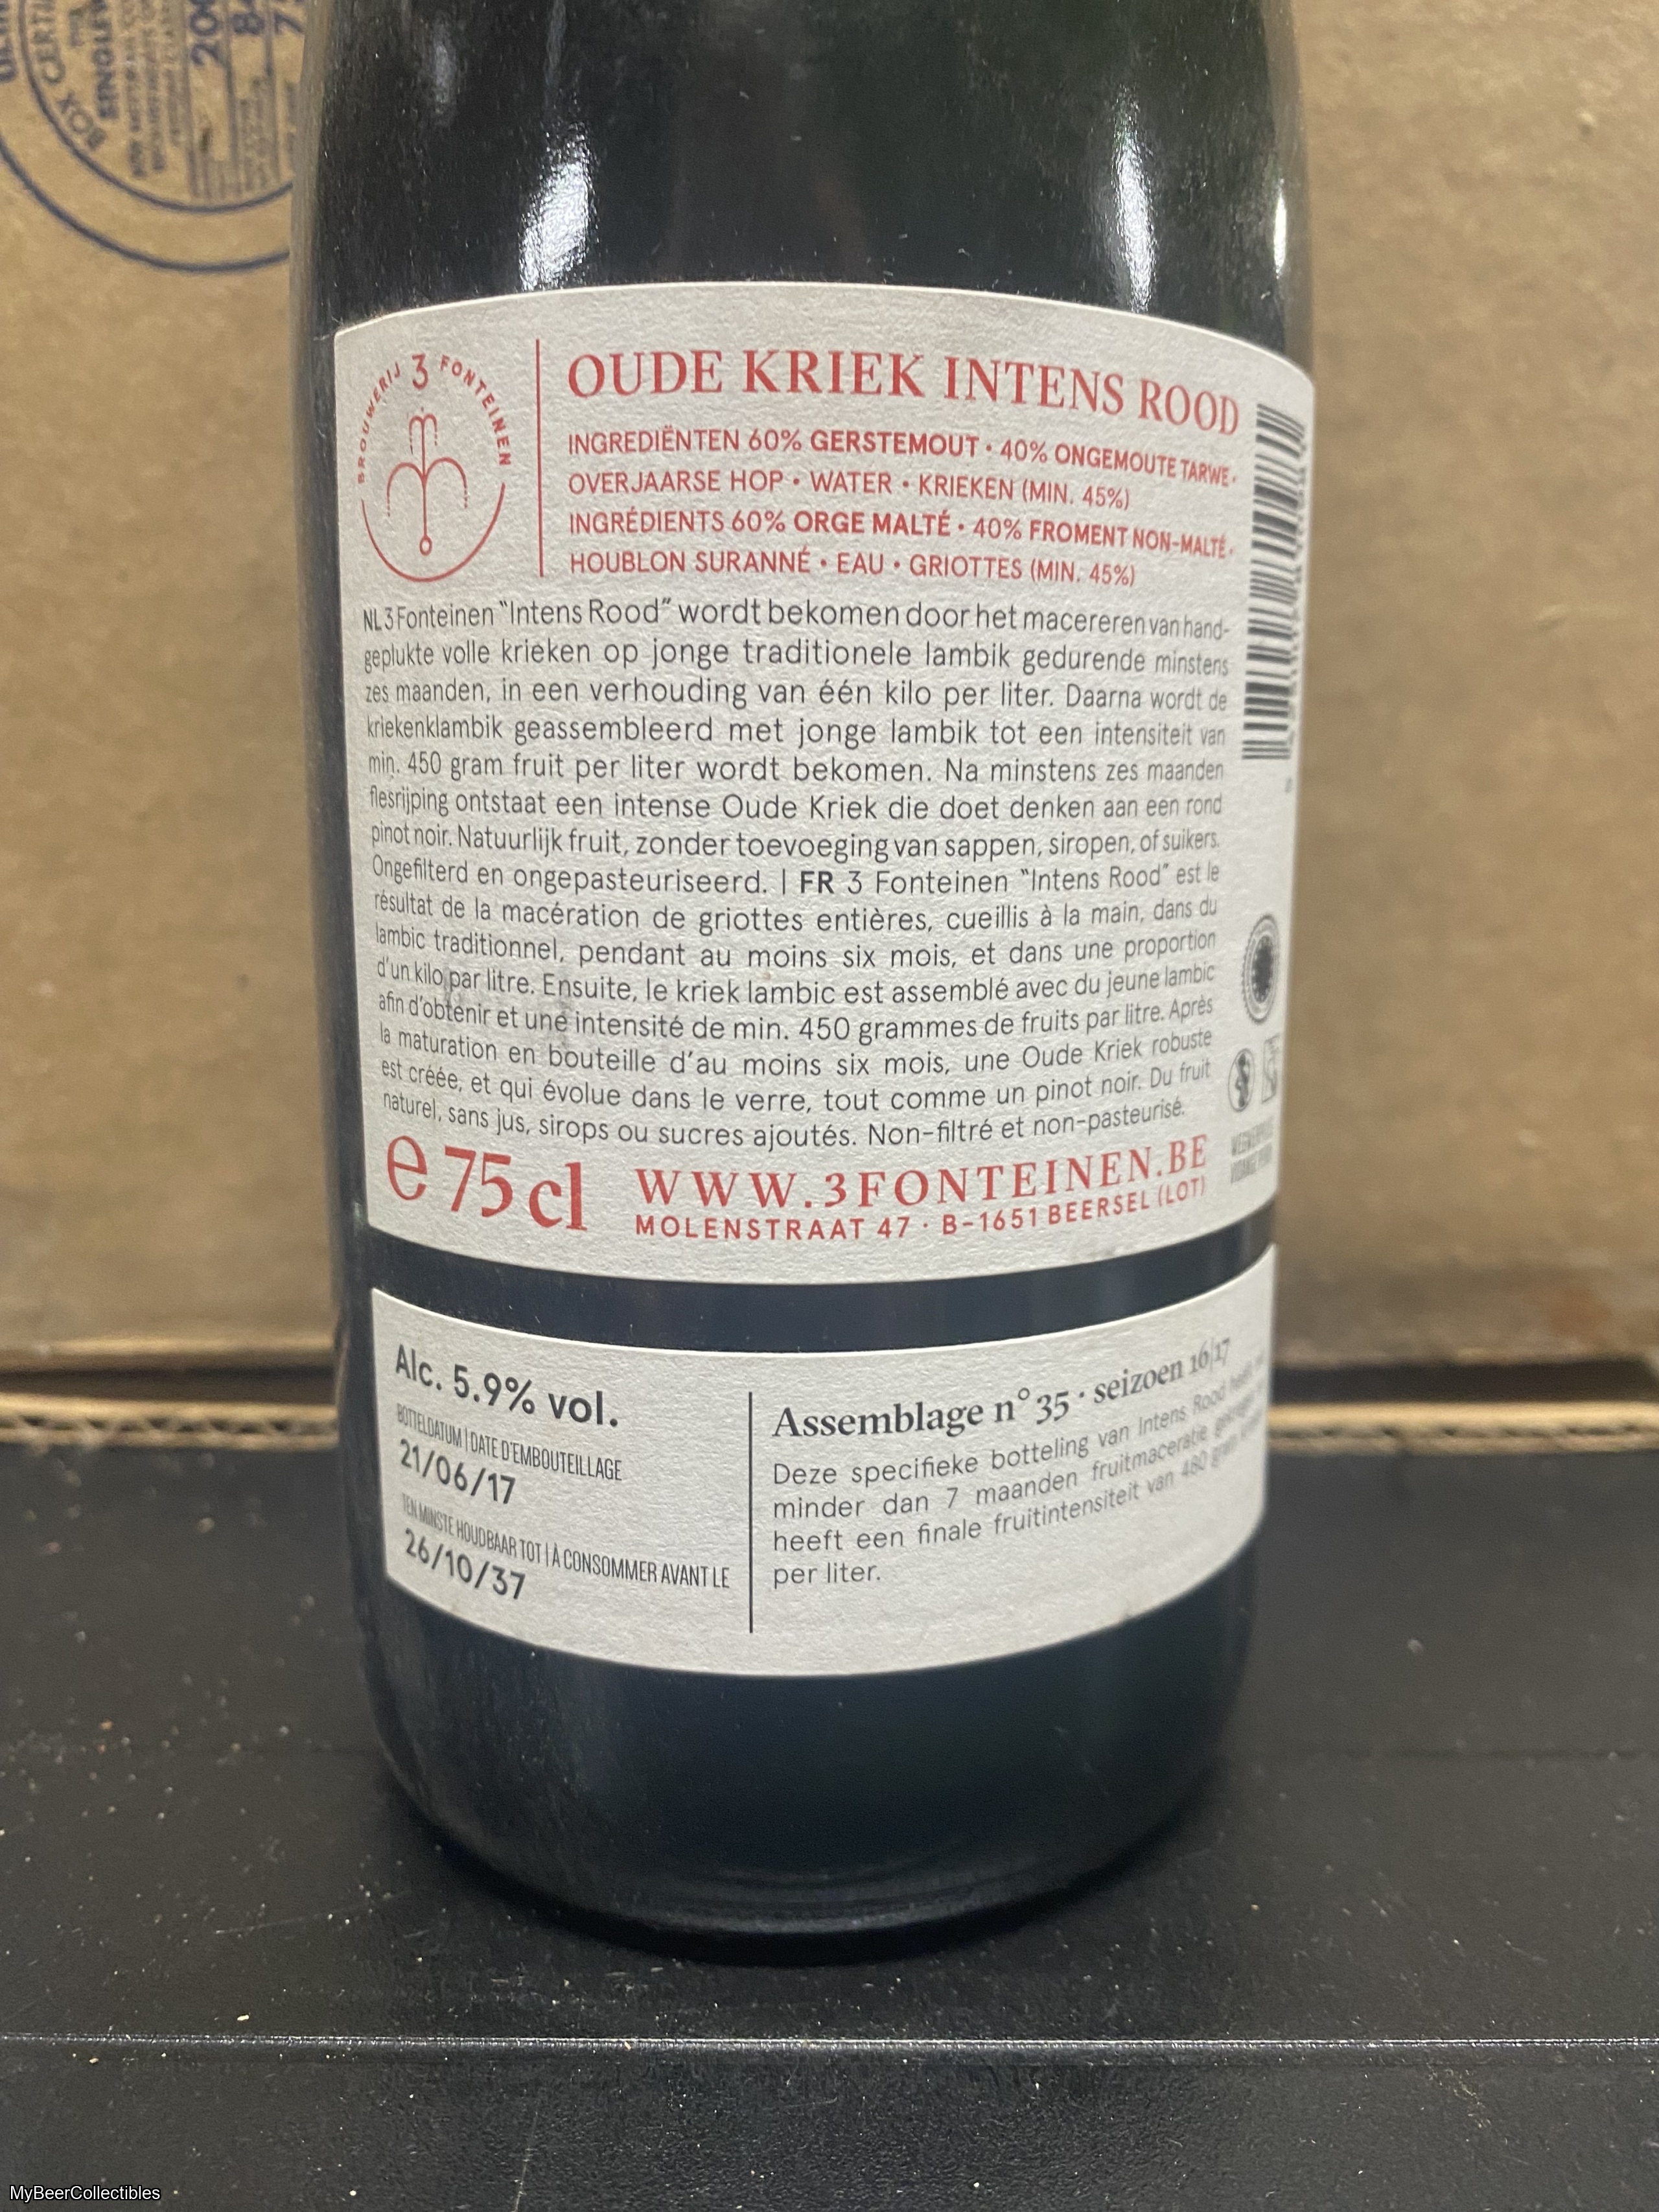 BOX CERTI
BROUWERIJ 3 FONTEINEN
OUDE KRIEK INTENS ROOD
INGREDIËNTEN 60% GERSTEMOUT • 40% ONGEMOUTE TARWE •
OVERJAARSE HOP • WATER • KRIEKEN (MIN. 45%)
INGRÉDIENTS 60% ORGE MALTÉ • 40% FROMENT NON-MALTÉ •
HOUBLON SURANNÉ • EAU • GRIOTTES (MIN. 45%)
NL 3 Fonteinen “Intens Rood” wordt bekomen door het macereren van hand-
geplukte volle krieken op jonge traditionele lambik gedurende minstens
zes maanden, in een verhouding van één kilo per liter. Daarna wordt de
kriekenklambik geassembleerd met jonge lambik tot een intensiteit van
min. 450 gram fruit per liter wordt bekomen. Na minstens zes maanden
flesrijping ontstaat een intense Oude Kriek die doet denken aan een rond
pinot noir. Natuurlijk fruit, zonder toevoeging van sappen, siropen, of suikers.
Ongefilterd en ongepasteuriseerd. | FR 3 Fonteinen “Intens Rood” est le
résultat de la macération de griottes entières, cueillis à la main, dans du
lambic traditionnel, pendant au moins six mois, et dans une proportion
d’un kilo par litre. Ensuite, le kriek lambic est assemblé avec du jeune lambic
afin d’obtenir et une intensité de min. 450 grammes de fruits par litre. Après
la maturation en bouteille d’au moins six mois, une Oude Kriek robuste
est créée, et qui évolue dans le verre, tout comme un pinot noir. Du fruit
naturel, sans jus, sirops ou sucres ajoutés. Non-filtré et non-pasteurisé.
e 75 cl
WWW.3FONTEINEN.BE
MOLENSTRAAT 47 · B-1651 BEERSEL (LOT)
Alc. 5.9% vol.
BOTTELDATUM | DATE D’EMBOUTEILLAGE
21/06/17
TEN MINSTE HOUDBAAR TOT | À CONSOMMER AVANT LE
26/10/37
Assemblage n° 35 · seizoen 16|17
Deze specifieke botteling van Intens Rood
minder dan 7 maanden fruitmaceratie
heeft een finale fruitintensiteit van 480 gram
per liter.
MyBeerCollectibles